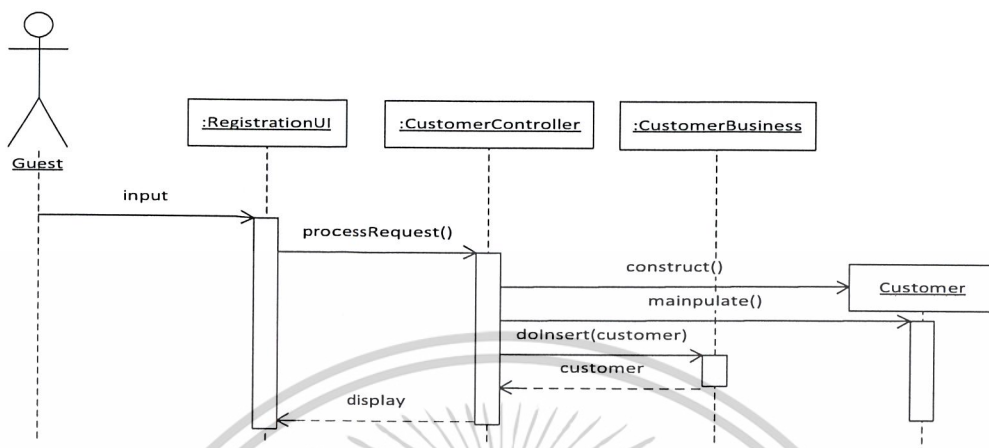 :RegistrationUI
:CustomerController
:CustomerBusiness
Guest
input
processRequest()
construct()
Customer
mainpulate()
doInsert(customer)
customer
display